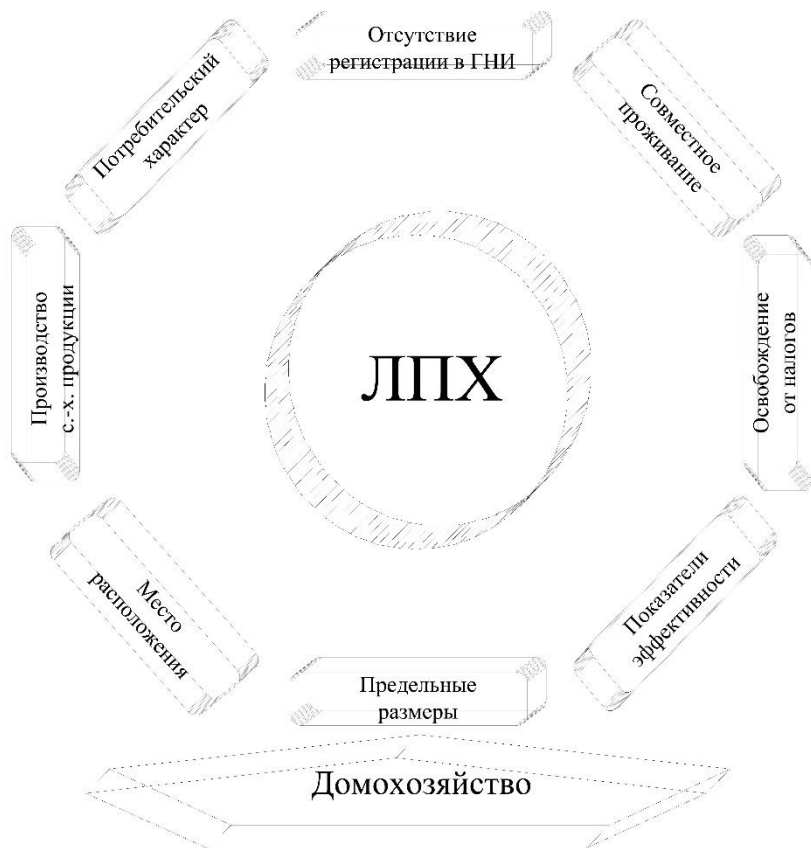 Отсутствие
регистрации в ГНИ
Совместное
проживание
Освобождение
от налогов
Показатели
эффективности
Предельные
размеры
Место
расположения
Производство
с.-х. продукции
Потребительский
характер
ЛПХ
Домохозяйство